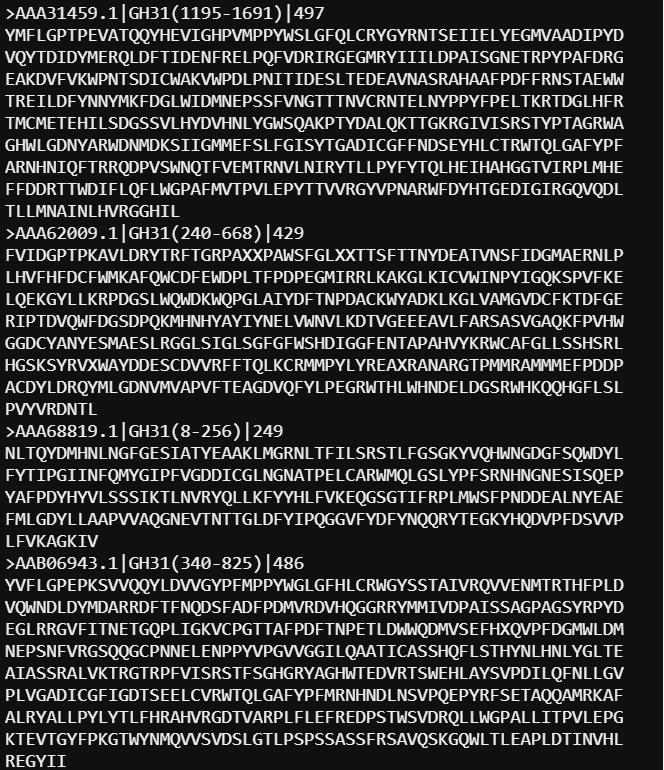 >AAA31459.1|GH31(1195-1691)|497
YMFLGPTPEVATQQYHEVIGHPVMPPYWSLGFQLCRYGYRNTSEIIELYEGMVAADIPYD
VQYTDIDYMERQLDFTIDENFRELPQFVDRIRGEGMRYIIILDPAISGNETRPYPAFDRG
EAKDVFVKWPNTSDICWAKVWPDLPNITIDESLTEDEAVNASRAHAAFPDFFRNSTAEWW
TREILDFYNNYMKFDGLWIDMNEPSSFVNGTTTNVCRNTELNYPPYFPELTKRTDGLHFR
TMCMETEHILSDGSSVLHYDVHNLYGWSQAKPTYDALQKTTGKRGIVISRSTYPTAGRWA
GHWLGDNYARWDNMDKSIIGMMEFSLFGISYTGADICGFFNDSEYHLCTRWTQLGAFYPF
ARNHNIQFTRRQDPVSWNQTFVEMTRNVLNIRYTLLPYFYTQLHEIHAHGGTVIRPLMHE
FFDDRTTWDIFLQFLWGPAFMVTPVLEPYTTVVRGYVPNARWFDYHTGEDIGIRGQVQDL
TLLMNAINLHVRGGHIL
>AAA62009.1|GH31(240-668)|429
FVIDGPTPKAVLDRYTRFTGRPAXXPAWSFGLXXTTSFTTNYDEATVNSFIDGMAERNLP
LHVFHFDCFWMKAFQWCDFEWDPLTFPDPEGMIRRLKAKGLKICVWINPYIGQKSPVFKE
LQEKGYLLKRPDGSLWQWDKWQPGLAIYDFTNPDACKWYADKLKGLVAMGVDCFKTDFGE
RIPTDVQWFDGSDPQKMHNHYAYIYNELVWNVLKDTVGEEEAVLFARSASVGAQKFPVHW
GGDCYANYESMAESLRGGLSIGLSGFGFWSHDIGGFENTAPAHVYKRWCAFGLLSSHSRL
HGSKSYRVXWAYDDESCDVVRFFTQLKCRMMPYLYREAXRANARGTPMMRAMMMEFPDDP
ACDYLDRQYMLGDNVMVAPVFTEAGDVQFYLPEGRWTHLWHNDELDGSRWHKQQHGFLSL
PVYVRDNTL
>AAA68819.1|GH31(8-256)|249
NLTQYDMHNLNGFGESIATYEAAKLMGRNLTFILSRSTLFGSGKYVQHWNGDGFSQWDYL
FYTIPGIINFQMYGIPFVGDDICGLNGNATPELCARWMQLGSLYPFSRNHNGNESISQEP
YAFPDYHYVLSSSIKTLNVRYQLLKFYYHLFVKEQGSGTIFRPLMWSFPNDDEALNYEAE
FMLGDYLLAAPVVAQGNEVTNTTGLDFYIPQGGVFYDFYNQQRYTEGKYHQDVPFDSVVP
LFVKAGKIV
>AAB06943.1|GH31(340-825)|486
YVFLGPEPKSVVQQYLDVVGYPFMPPYWGLGFHLCRWGYSSTAIVRQVVENMTRTHFPLD
VQWNDLDYMDARRDFTFNQDSFADFPDMVRDVHQGGRRYMMIVDPAISSAGPAGSYRPYD
EGLRRGVFITNETGQPLIGKVCPGTTAFPDFTNPETLDWWQDMVSEFHXQVPFDGMWLDM
NEPSNFVRGSQQGCPNNELENPPYVPGVVGGILQAATICASSHQFLSTHYNLHNLYGLTE
AIASSRALVKTRGTRPFVISRSTFSGHGRYAGHWTEDVRTSWEHLAYSVPDILQFNLLGV
PLVGADICGFIGDTSEELCVRWTQLGAFYPFMRNHNDLNSVPQEPYRFSETAQQAMRKAF
ALRYALLPYLYTLFHRAHVRGDTVARPLFLEFREDPSTWSVDRQLLWGPALLITPVLEPG
KTEVTGYFPKGTWYNMQVVSVDSLGTLPSPSSASSFRSAVQSKGQWLTLEAPLDTINVHL
REGYII